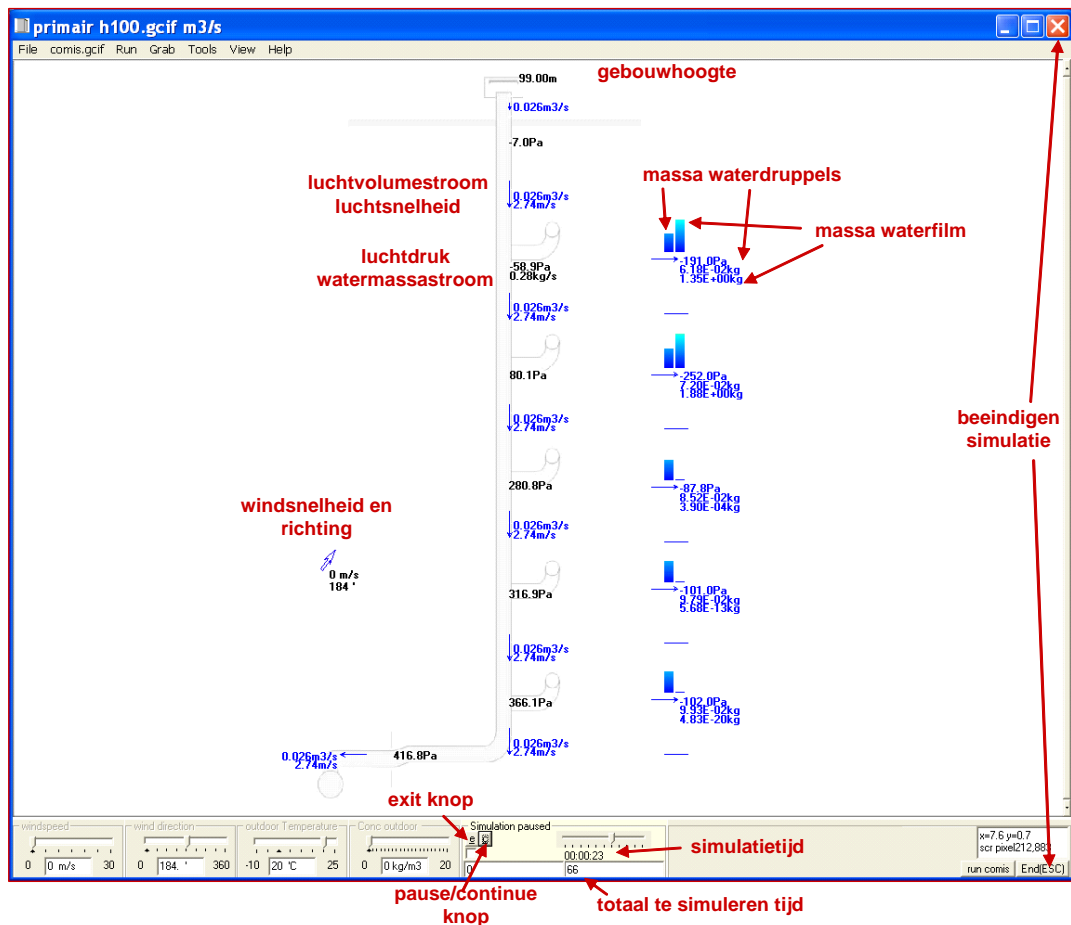 primair h100.gcif m3/s
File comis.gcif Run Grab Tools View Help
99.00m
gebouwhoogte
0.026m3/s
-7.0Pa
luchtvolumestroom
luchtsnelheid
0.026m3/s
2.74m/s
massa waterdruppels
massa waterfilm
luchtdruk
watermassastroom
-58.9Pa
0.28kg/s
-191.0Pa
6.18E-02kg
1.35E+00kg
0.026m3/s
2.74m/s
80.1Pa
-252.0Pa
7.20E-02kg
1.88E+00kg
0.026m3/s
2.74m/s
beeindigen
simulatie
280.8Pa
-87.8Pa
8.52E-02kg
3.90E-04kg
windsnelheid en
richting
0.026m3/s
2.74m/s
0 m/s
184 '
316.9Pa
-101.0Pa
9.79E-02kg
5.68E-13kg
0.026m3/s
2.74m/s
366.1Pa
-102.0Pa
9.93E-02kg
4.83E-20kg
0.026m3/s
2.74m/s
0.026m3/s
2.74m/s
416.8Pa
exit knop
windspeed
0 0 m/s 30
wind direction
0 184. ' 360
outdoor Temperature
-10 20 'C 25
Conc outdoor
0 0 kg/m3 20
Simulation paused
e
00:00:23
0 66
simulatietijd
x=7.6 y=0.7
scr pixel212,883
run comis End(ESC)
pause/continue
knop
totaal te simuleren tijd